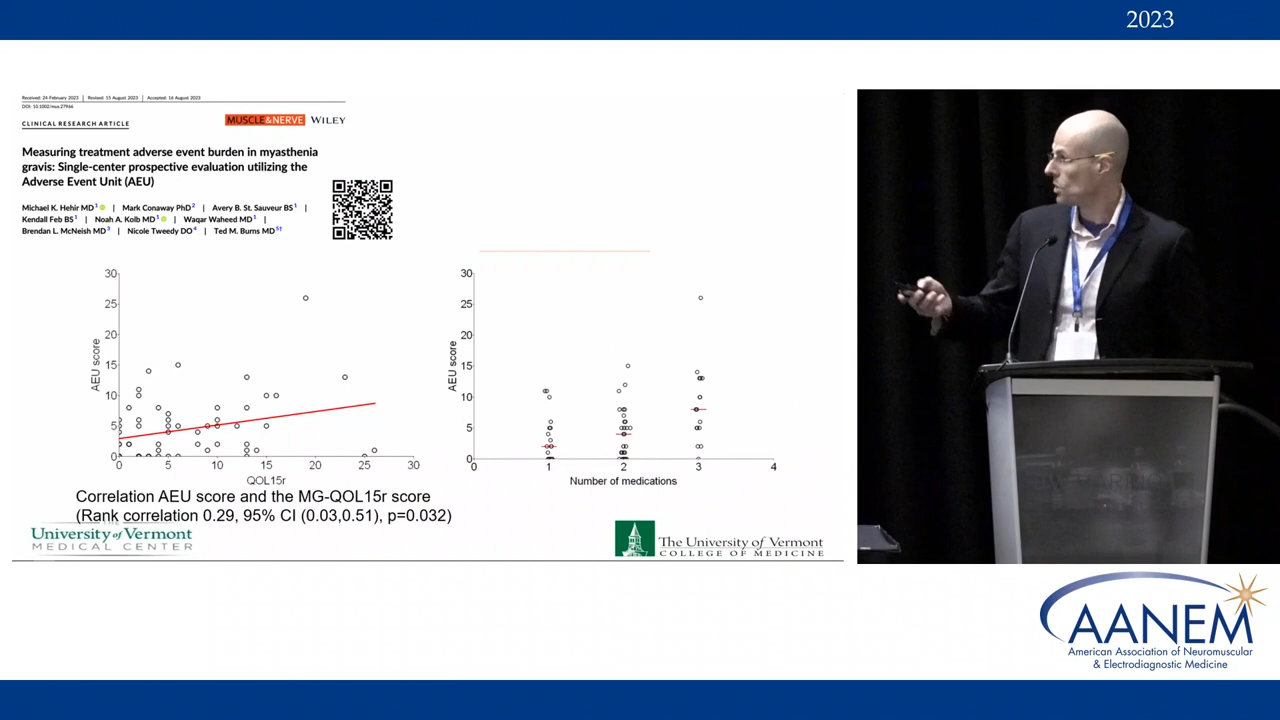 2023
Received: 24 February 2023 | Revised: 15 August 2023 | Accepted: 16 August 2023
DOI: 10.1002/mus.27966
CLINICAL RESEARCH ARTICLE
MUSCLE&NERVE WILEY
Measuring treatment adverse event burden in myasthenia
gravis: Single-center prospective evaluation utilizing the
Adverse Event Unit (AEU)
Michael K. Hehir MD1 | Mark Conaway PhD2 | Avery B. St. Sauveur BS1 |
Kendall Feb BS1 | Noah A. Kolb MD1 | Waqar Waheed MD1 |
Brendan L. McNeish MD3 | Nicole Tweedy DO4 | Ted M. Burns MD5†
30
25
20
15
10
5
0
AEU score
0 5 10 15 20 25 30
QOL15r
30
25
20
15
10
5
0
AEU score
0 1 2 3 4
Number of medications
Correlation AEU score and the MG-QOL15r score
(Rank correlation 0.29, 95% CI (0.03,0.51), p=0.032)
THE
University of Vermont
MEDICAL CENTER
The University of Vermont
COLLEGE OF MEDICINE
AANEM
American Association of Neuromuscular
& Electrodiagnostic Medicine